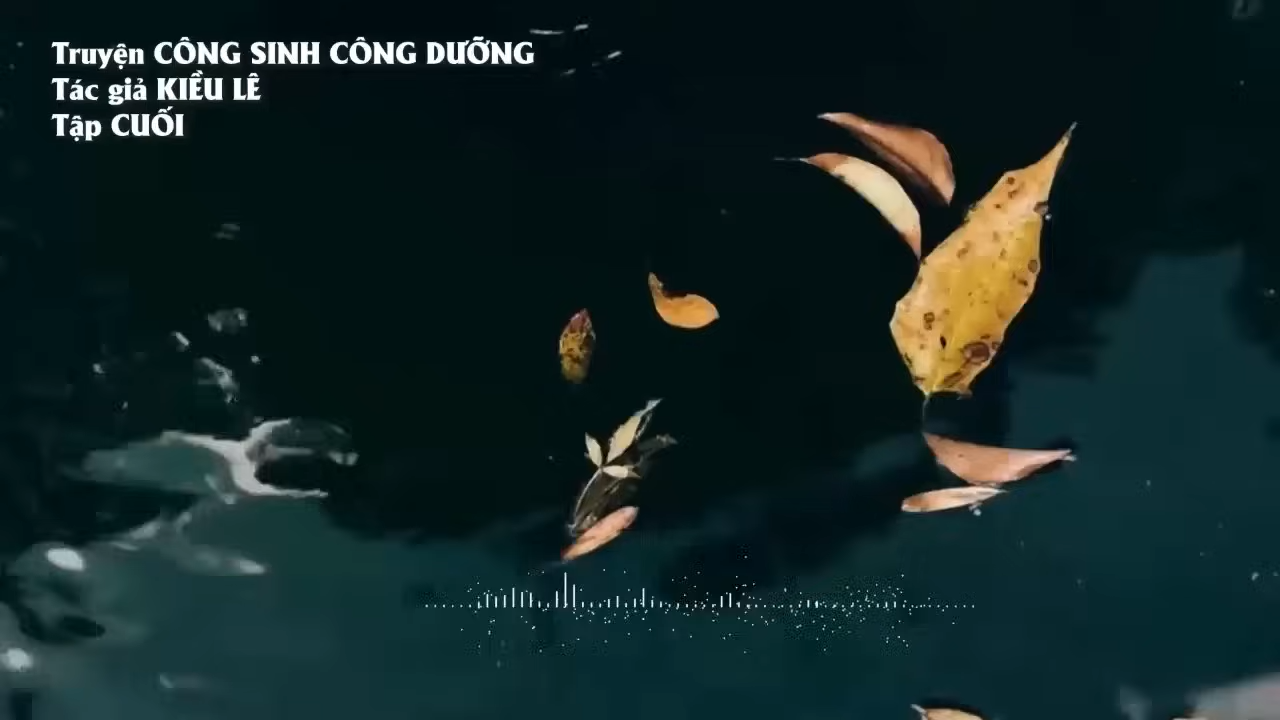 Truyện CÔNG SINH CÔNG DƯỠNG
Tác giả KIỀU LÊ
Tập CUỐI